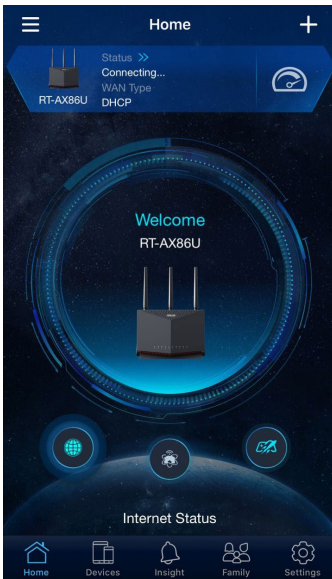 Home
Status >>
Connecting...
WAN Type
RT-AX86U
DHCP
Welcome
RT-AX86U
Internet Status
Home
Devices
Insight
Family
Settings